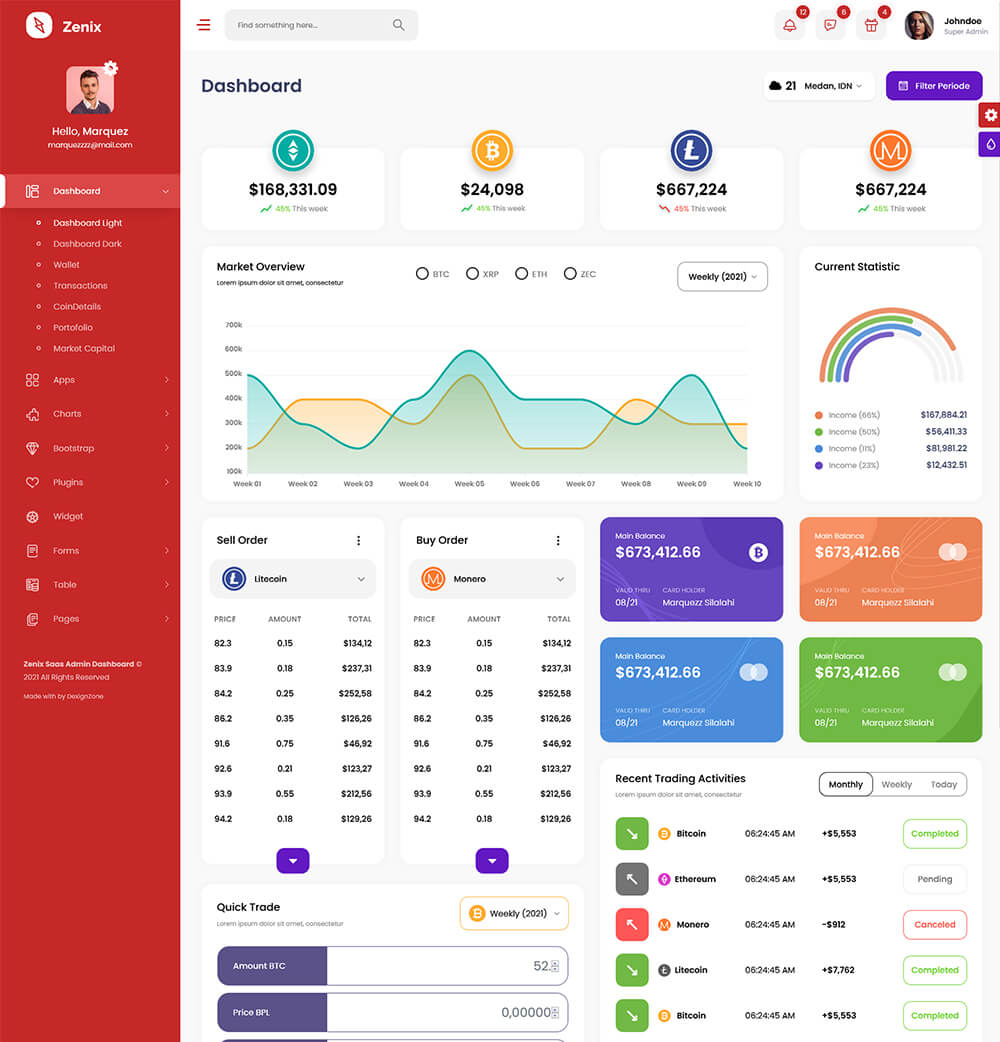 Zenix
Hello, Marquez
marquezzzz@mail.com
Dashboard
Dashboard Light
Dashboard Dark
Wallet
Transactions
CoinDetails
Portofolio
Market Capital
Apps
Charts
Bootstrap
Plugins
Widget
Forms
Table
Pages
Zenix Saas Admin Dashboard ©
2021 All Rights Reserved
Made with by DexignZone
Find something here...
12
6
4
Johndoe
Super Admin
Dashboard
21 Medan, IDN
Filter Periode
$168,331.09
45% This week
$24,098
45% This week
$667,224
45% This week
$667,224
45% This week
Market Overview
Lorem ipsum dolor sit amet, consectetur
BTC XRP ETH ZEC
Weekly (2021)
700k
600k
500k
400k
300k
200k
100k
Week 01 Week 02 Week 03 Week 04 Week 05 Week 06 Week 07 Week 08 Week 09 Week 10
Current Statistic
Income (66%) $167,884.21
Income (50%) $56,411.33
Income (11%) $81,981.22
Income (23%) $12,432.51
Sell Order
Litecoin
PRICE AMOUNT TOTAL
82.3 0.15 $134,12
83.9 0.18 $237,31
84.2 0.25 $252,58
86.2 0.35 $126,26
91.6 0.75 $46,92
92.6 0.21 $123,27
93.9 0.55 $212,56
94.2 0.18 $129,26
Buy Order
Monero
PRICE AMOUNT TOTAL
82.3 0.15 $134,12
83.9 0.18 $237,31
84.2 0.25 $252,58
86.2 0.35 $126,26
91.6 0.75 $46,92
92.6 0.21 $123,27
93.9 0.55 $212,56
94.2 0.18 $129,26
Main Balance
$673,412.66
VALID THRU CARD HOLDER
08/21 Marquezz Silalahi
Main Balance
$673,412.66
VALID THRU CARD HOLDER
08/21 Marquezz Silalahi
Main Balance
$673,412.66
VALID THRU CARD HOLDER
08/21 Marquezz Silalahi
Main Balance
$673,412.66
VALID THRU CARD HOLDER
08/21 Marquezz Silalahi
Quick Trade
Lorem ipsum dolor sit amet, consectetur
Weekly (2021)
Amount BTC 52.
Price BPL 0,00000
Recent Trading Activities
Lorem ipsum dolor sit amet, consectetur
Monthly Weekly Today
Bitcoin 06:24:45 AM +$5,553 Completed
Ethereum 06:24:45 AM +$5,553 Pending
Monero 06:24:45 AM -$912 Canceled
Litecoin 06:24:45 AM +$7,762 Completed
Bitcoin 06:24:45 AM +$5,553 Completed